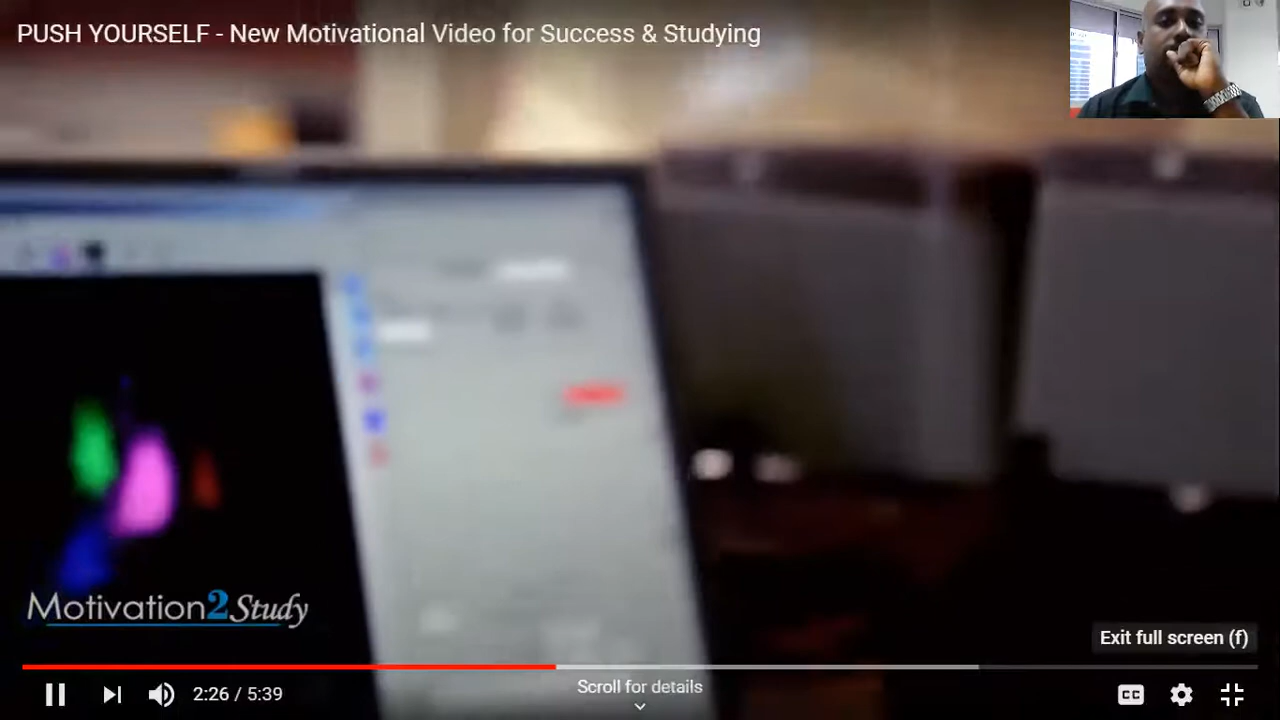 PUSH YOURSELF - New Motivational Video for Success & Studying
Motivation2Study
Exit full screen (f)
2:26 / 5:39
Scroll for details
CC